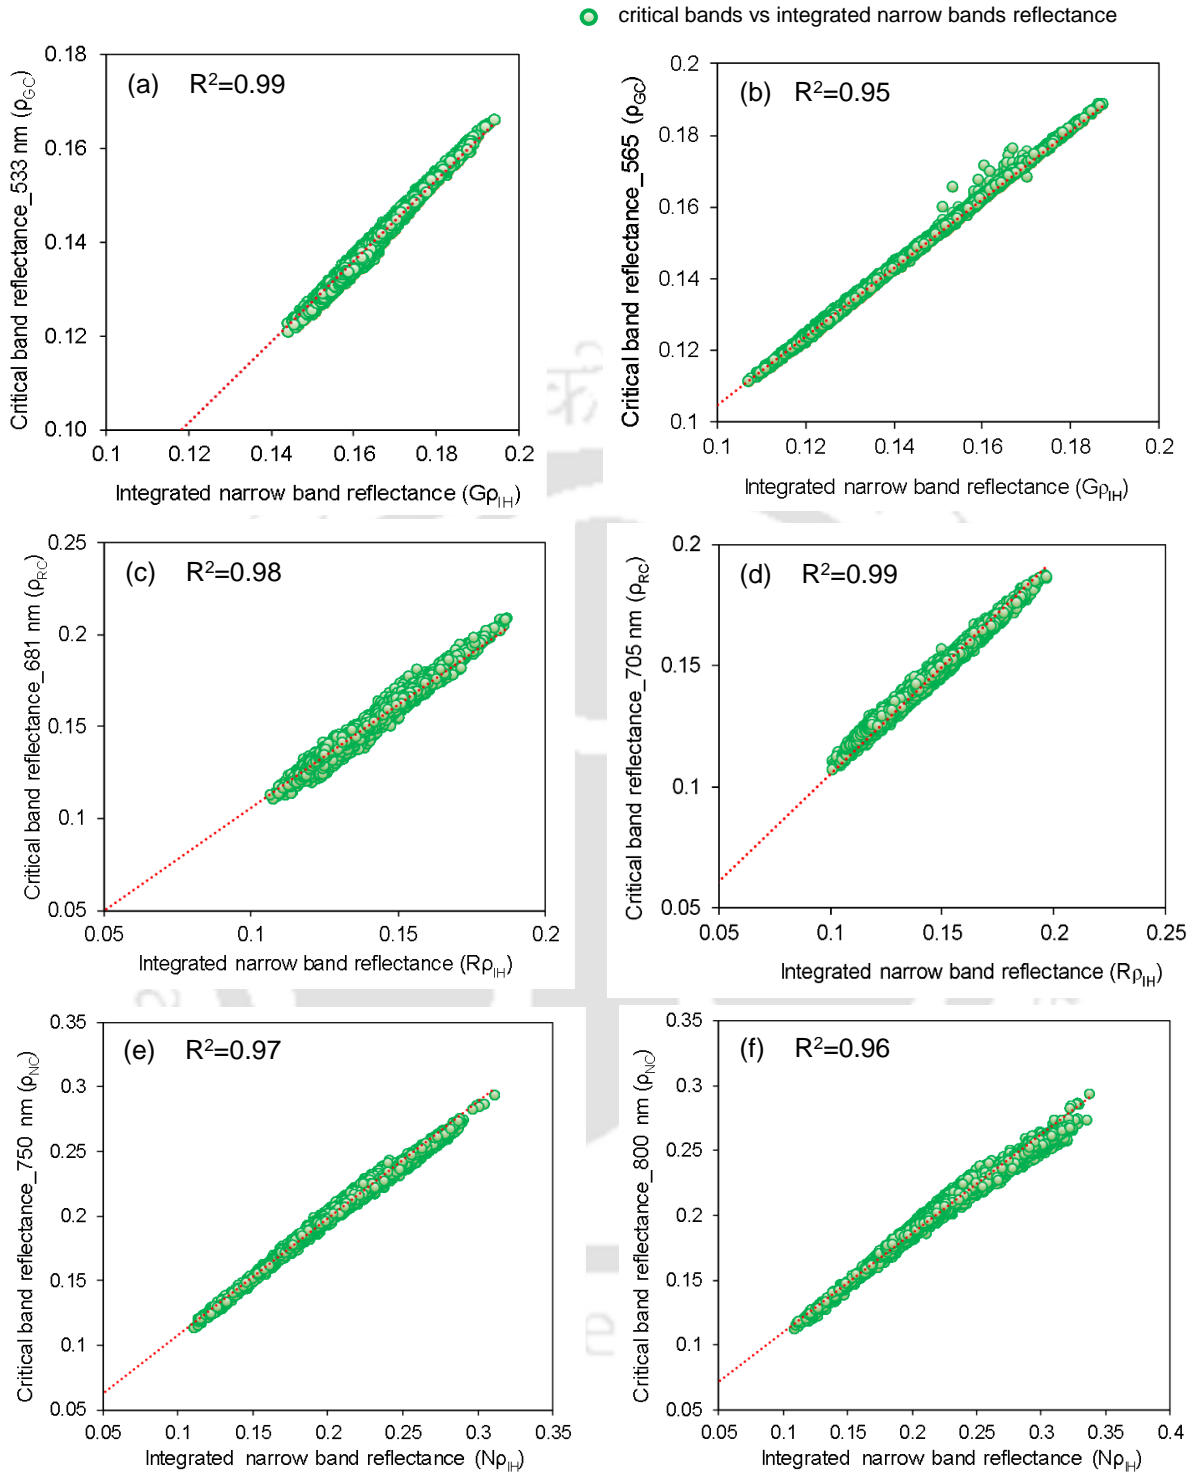 critical bands vs integrated narrow bands reflectance
(a) R²=0.99
Critical band reflectance_533 nm (ρGC)
0.18
0.16
0.14
0.12
0.10
0.1 0.12 0.14 0.16 0.18 0.2
Integrated narrow band reflectance (GρIH)
(b) R²=0.95
Critical band reflectance_565 (ρGC)
0.2
0.18
0.16
0.14
0.12
0.1
0.1 0.12 0.14 0.16 0.18 0.2
Integrated narrow band reflectance (GρIH)
(c) R²=0.98
Critical band reflectance_681 nm (ρRC)
0.25
0.2
0.15
0.1
0.05
0.05 0.1 0.15 0.2
Integrated narrow band reflectance (RρIH)
(d) R²=0.99
Critical band reflectance_705 nm (ρRC)
0.2
0.15
0.1
0.05
0.05 0.1 0.15 0.2 0.25
Integrated narrow band reflectance (RρIH)
(e) R²=0.97
Critical band reflectance_750 nm (ρNC)
0.35
0.3
0.25
0.2
0.15
0.1
0.05
0.05 0.1 0.15 0.2 0.25 0.3 0.35
Integrated narrow band reflectance (NρIH)
(f) R²=0.96
Critical band reflectance_800 nm (ρNC)
0.35
0.3
0.25
0.2
0.15
0.1
0.05
0.05 0.1 0.15 0.2 0.25 0.3 0.35 0.4
Integrated narrow band reflectance (NρIH)